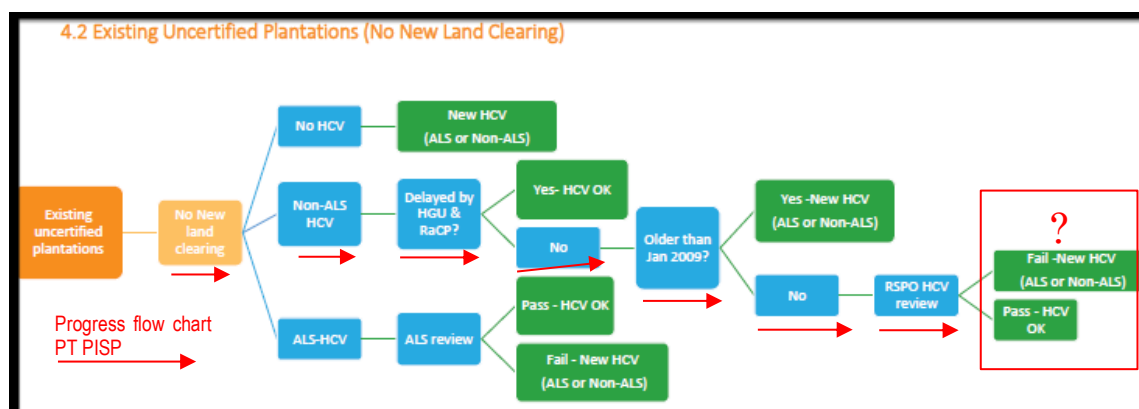 4.2 Existing Uncertified Plantations (No New Land Clearing)
Existing
uncertified
plantations
No New
land
clearing
No HCV
New HCV
(ALS or Non-ALS)
Non-ALS
HCV
Delayed by
HGU &
RaCP?
Yes- HCV OK
No
Older than
Jan 2009?
Yes -New HCV
(ALS or Non-ALS)
No
RSPO HCV
review
?
Fail -New HCV
(ALS or Non-ALS)
Pass - HCV
OK
ALS-HCV
ALS review
Pass - HCV OK
Fail - New HCV
(ALS or Non-ALS)
Progress flow chart
PT PISP